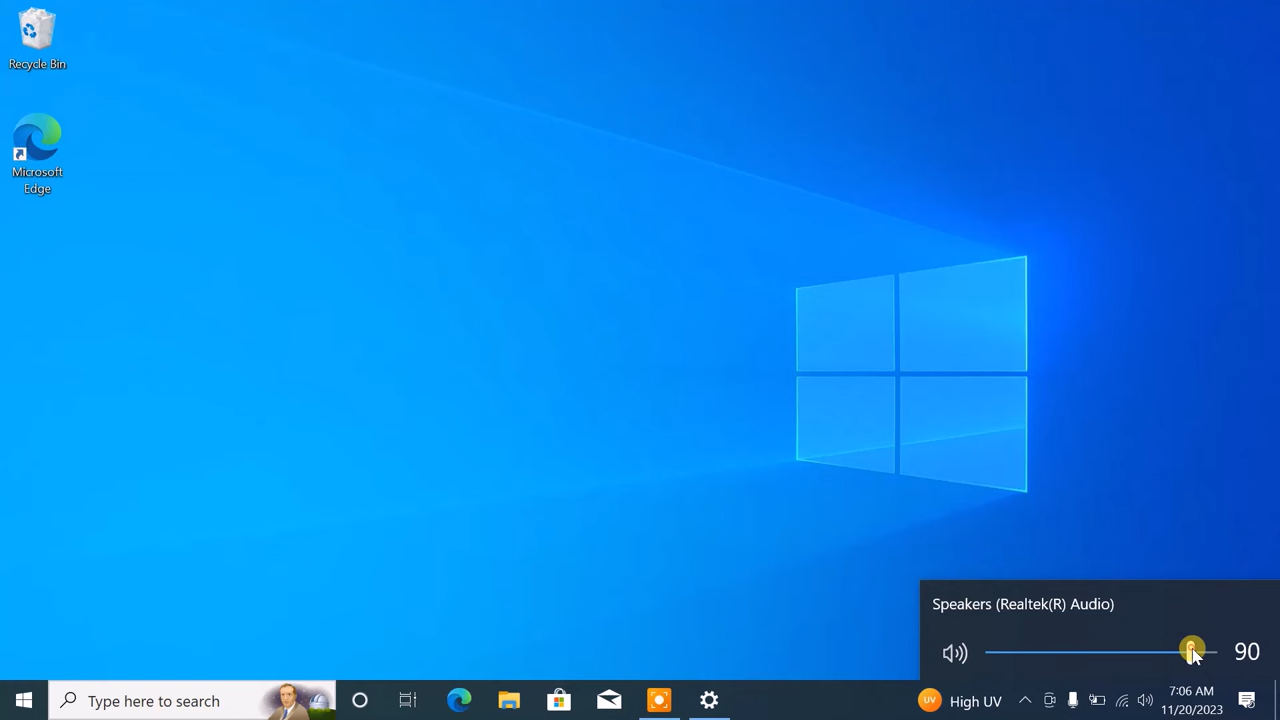 Recycle Bin
Microsoft
Edge
Speakers (Realtek(R) Audio)
90
Type here to search
UV
High UV
7:06 AM
11/20/2023